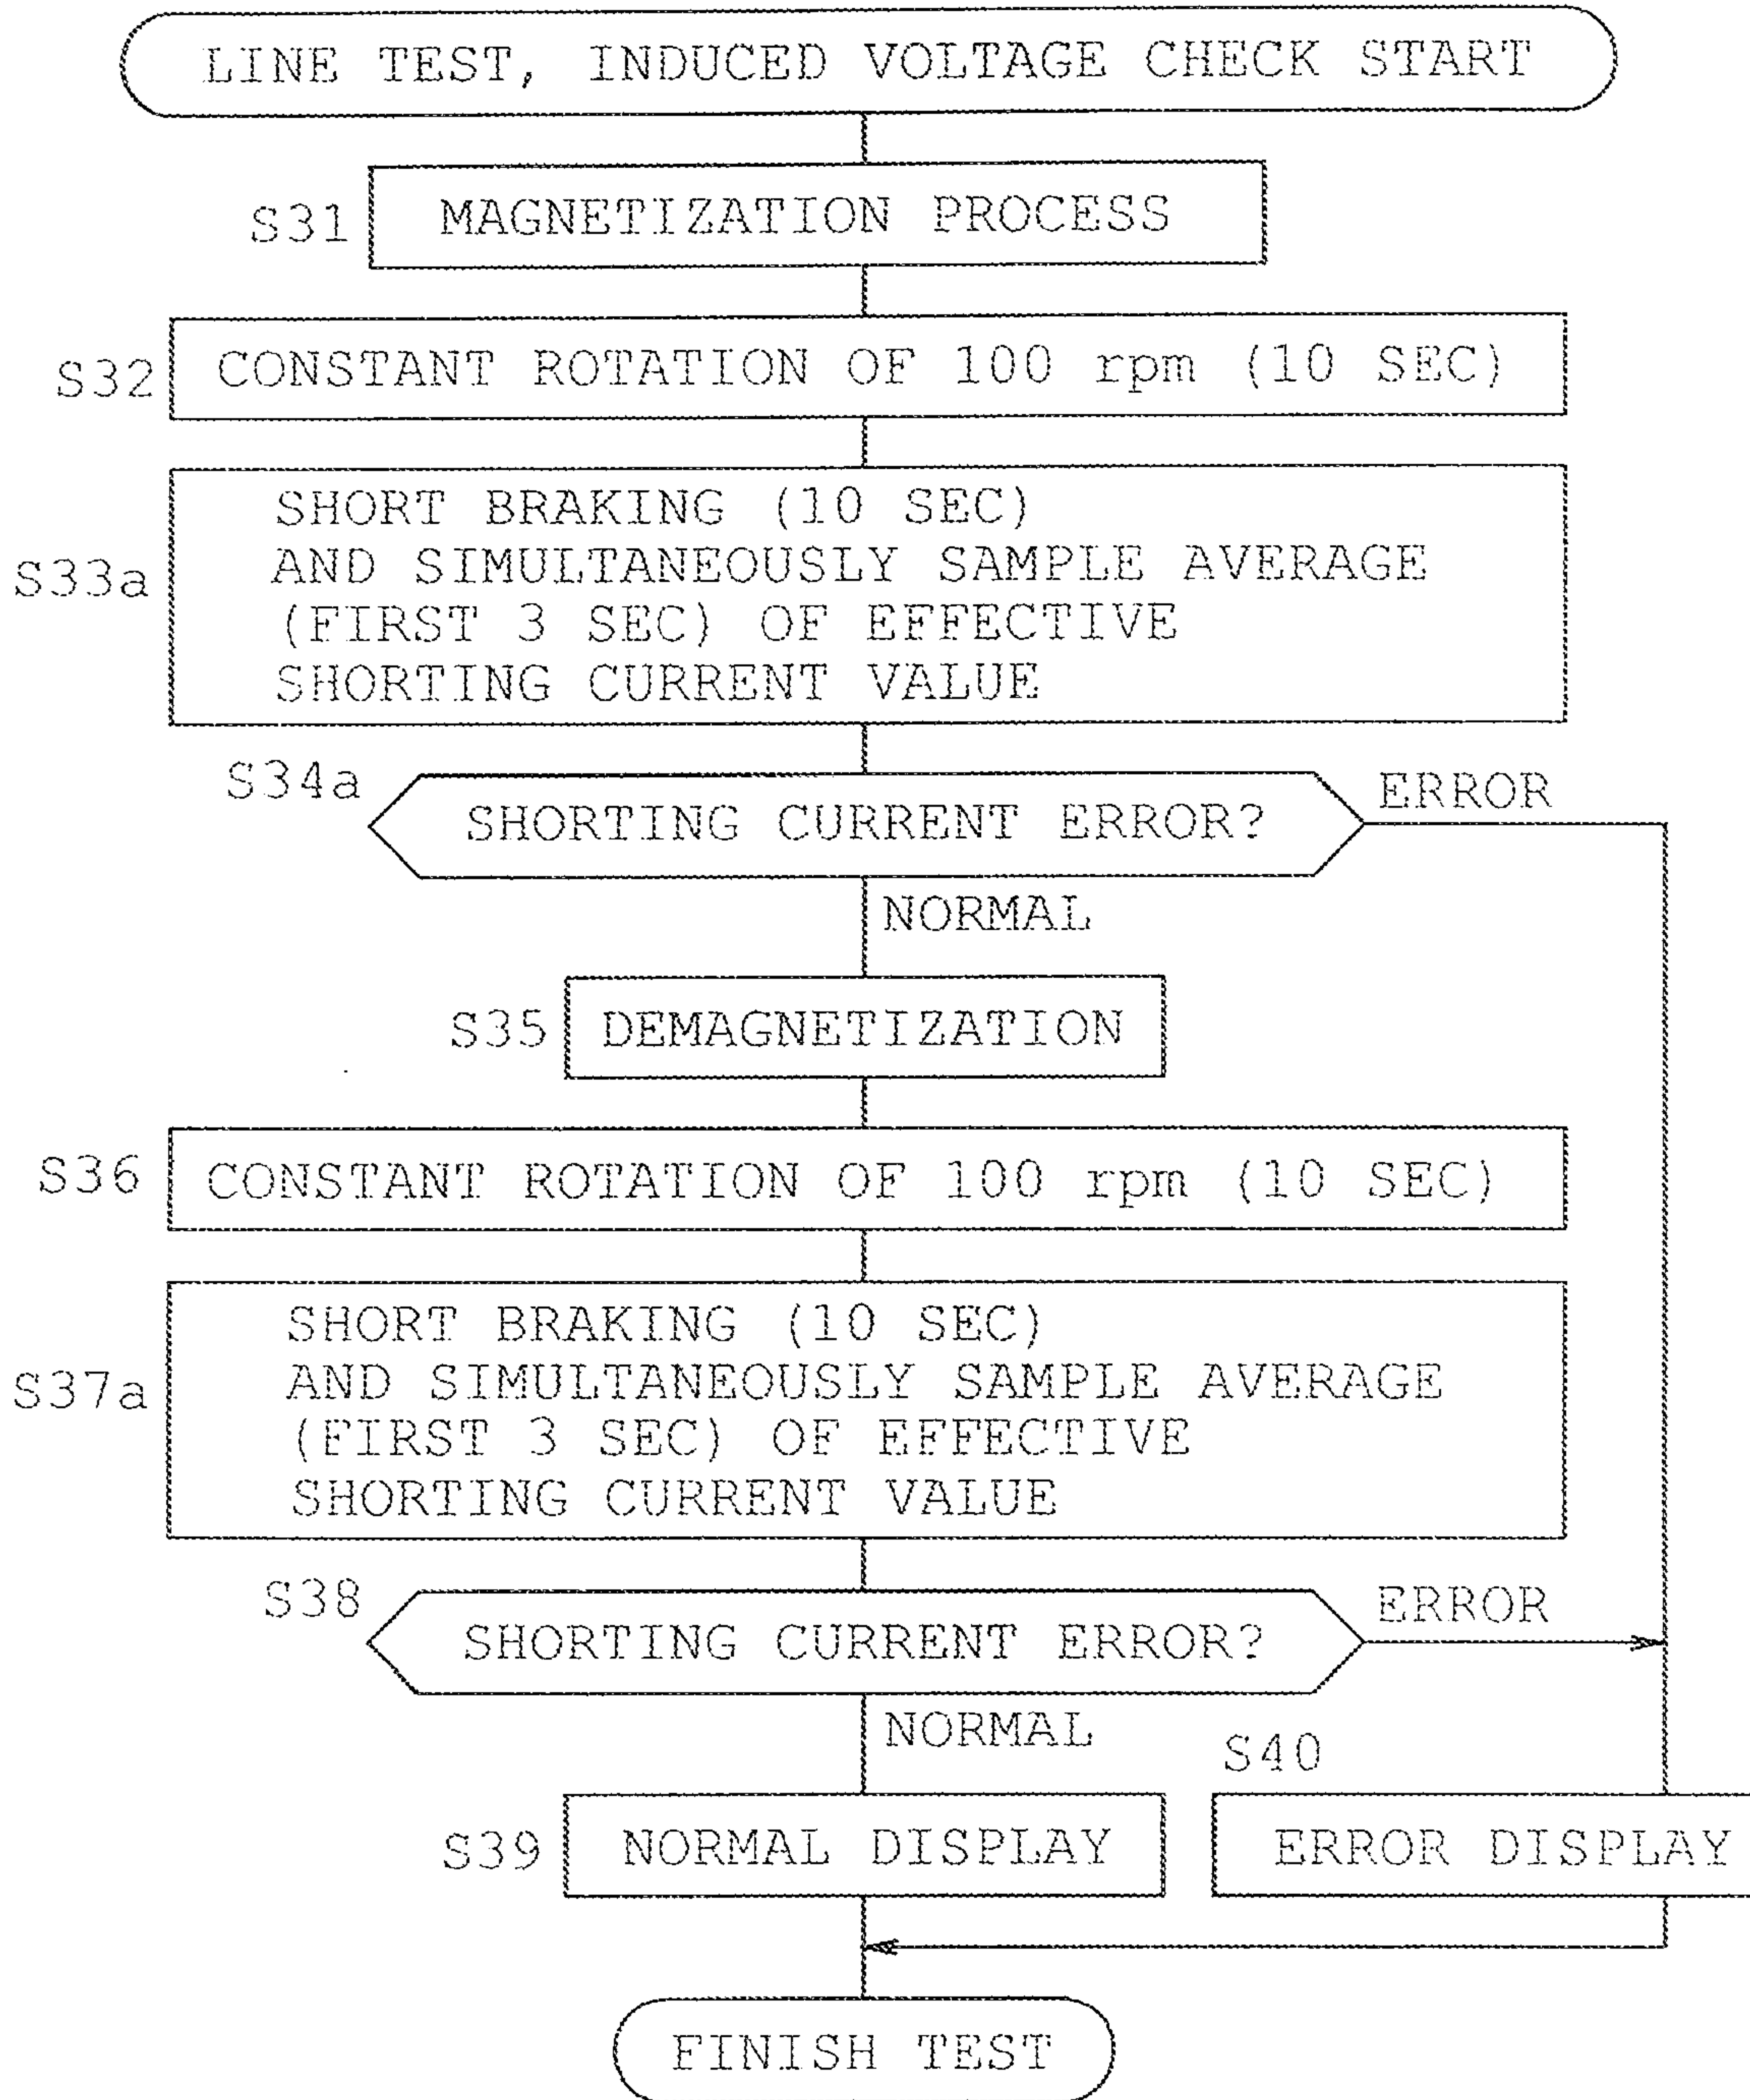 LINE TEST, INDUCED VOLTAGE CHECK START
S31
MAGNETIZATION PROCESS
S32
CONSTANT ROTATION OF 100 rpm (10 SEC)
S33a
SHORT BRAKING (10 SEC)
AND SIMULTANEOUSLY SAMPLE AVERAGE
(FIRST 3 SEC) OF EFFECTIVE
SHORTING CURRENT VALUE
S34a
SHORTING CURRENT ERROR?
ERROR
NORMAL
S35
DEMAGNETIZATION
S36
CONSTANT ROTATION OF 100 rpm (10 SEC)
S37a
SHORT BRAKING (10 SEC)
AND SIMULTANEOUSLY SAMPLE AVERAGE
(FIRST 3 SEC) OF EFFECTIVE
SHORTING CURRENT VALUE
S38
SHORTING CURRENT ERROR?
ERROR
NORMAL
S39
NORMAL DISPLAY
S40
ERROR DISPLAY
FINISH TEST